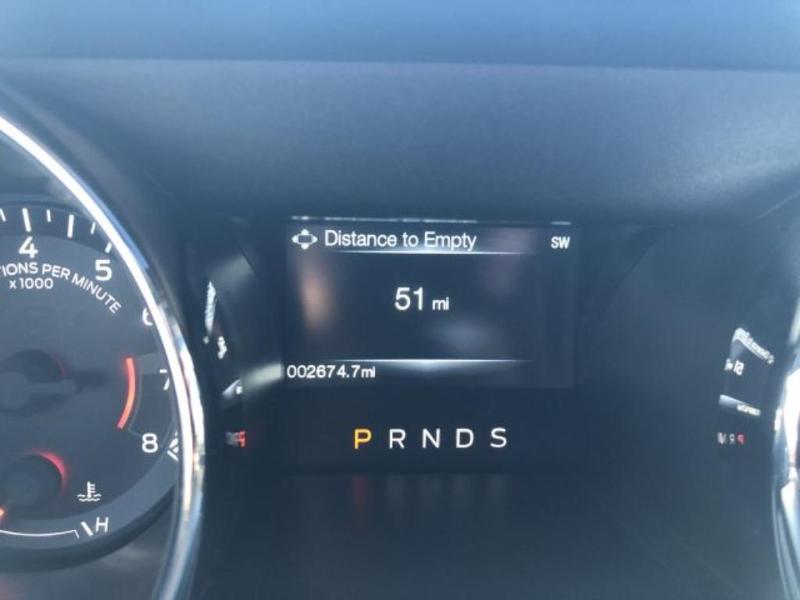 Distance to Empty SW
51 mi
002674.7mi
P R N D S
4
5
6
7
8
TIONS PER MINUTE
x1000
H